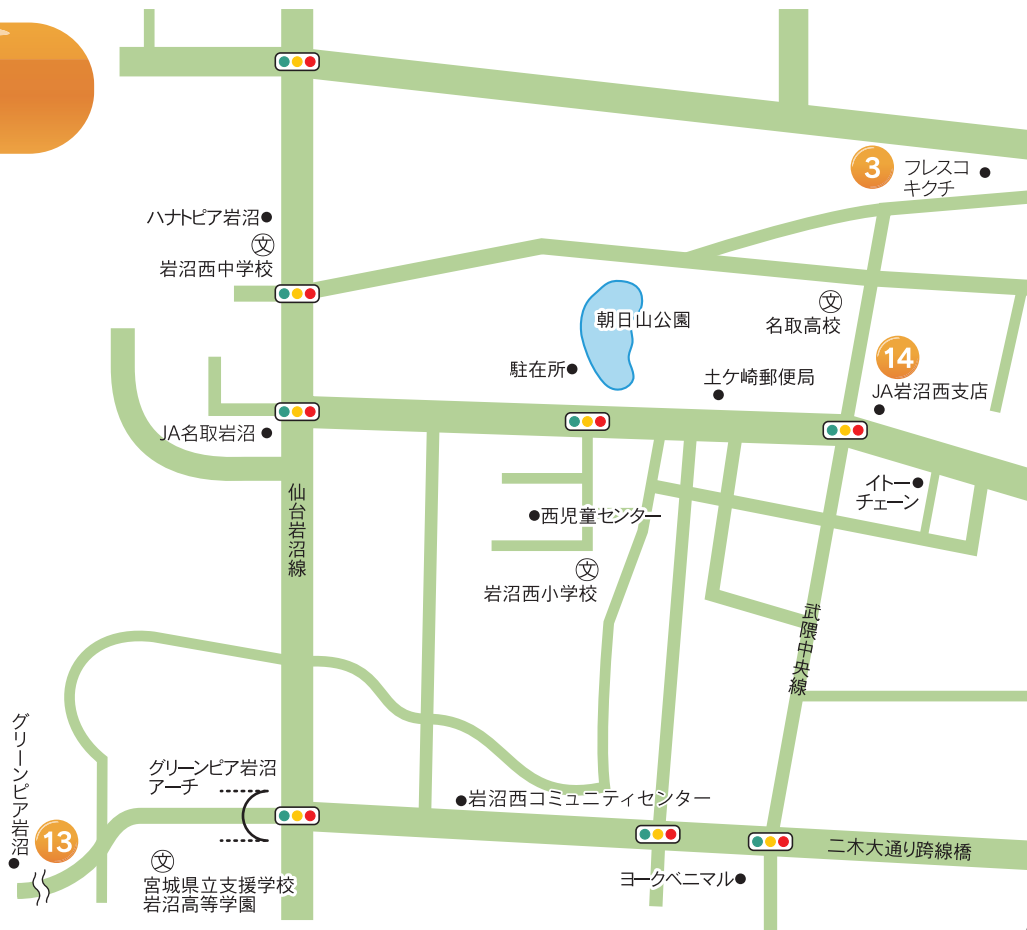 3
フレスコ
キクチ
ハナトピア岩沼
文
岩沼西中学校
朝日山公園
文
名取高校
駐在所
土ケ崎郵便局
14
JA岩沼西支店
JA名取岩沼
イトー
チェーン
仙台岩沼線
西児童センター
文
岩沼西小学校
武隈中央線
グリーンピア岩沼
13
グリーンピア岩沼
アーチ
岩沼西コミュニティセンター
二木大通り跨線橋
文
宮城県立支援学校
岩沼高等学園
ヨークベニマル